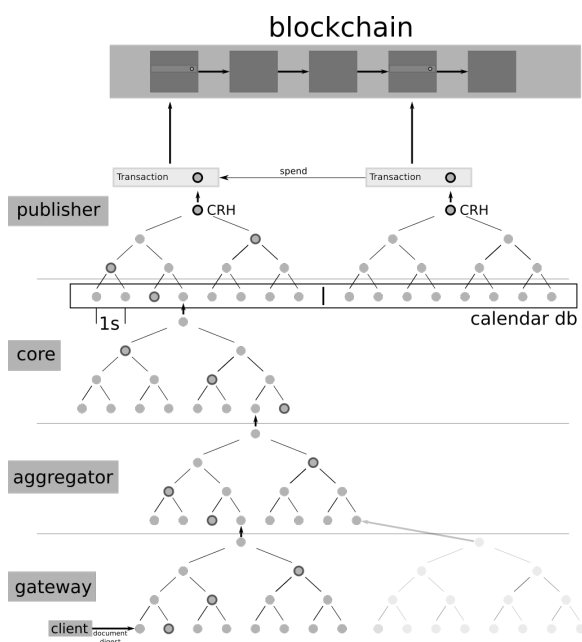 blockchain
Transaction
spend
Transaction
publisher
CRH
CRH
1s
calendar db
core
aggregator
gateway
client
document
digest